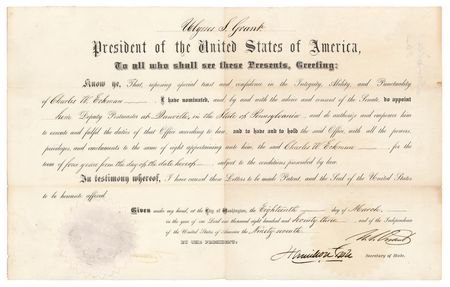 Ulysses S. Grant
President of the United States of America,
To all who shall see these Presents, Greeting:
Know ye, That, reposing special trust and confidence in the Integrity, Ability, and Punctuality
of Charles W. Eckman, I have nominated, and by and with the advice and consent of the Senate, do appoint
him Deputy Postmaster at Danville, in the State of Pennsylvania and do authorize and empower him
to execute and fulfil the duties of that Office according to law, and to have and to hold the said Office, with all the powers,
privileges, and emoluments to the same of right appertaining unto him, the said Charles W. Eckman for the
term of four years from the day of the date hereof, subject to the conditions prescribed by law.
In testimony whereof, I have caused these Letters to be made Patent, and the Seal of the United States
to be hereunto affixed.
Given under my hand, at the City of Washington, the Eighteenth day of March,
in the year of our Lord one thousand eight hundred and Seventy three, and of the Independence
of the United States of America the Ninety seventh.
BY THE PRESIDENT: U. S. Grant
Hamilton Fish Secretary of State.